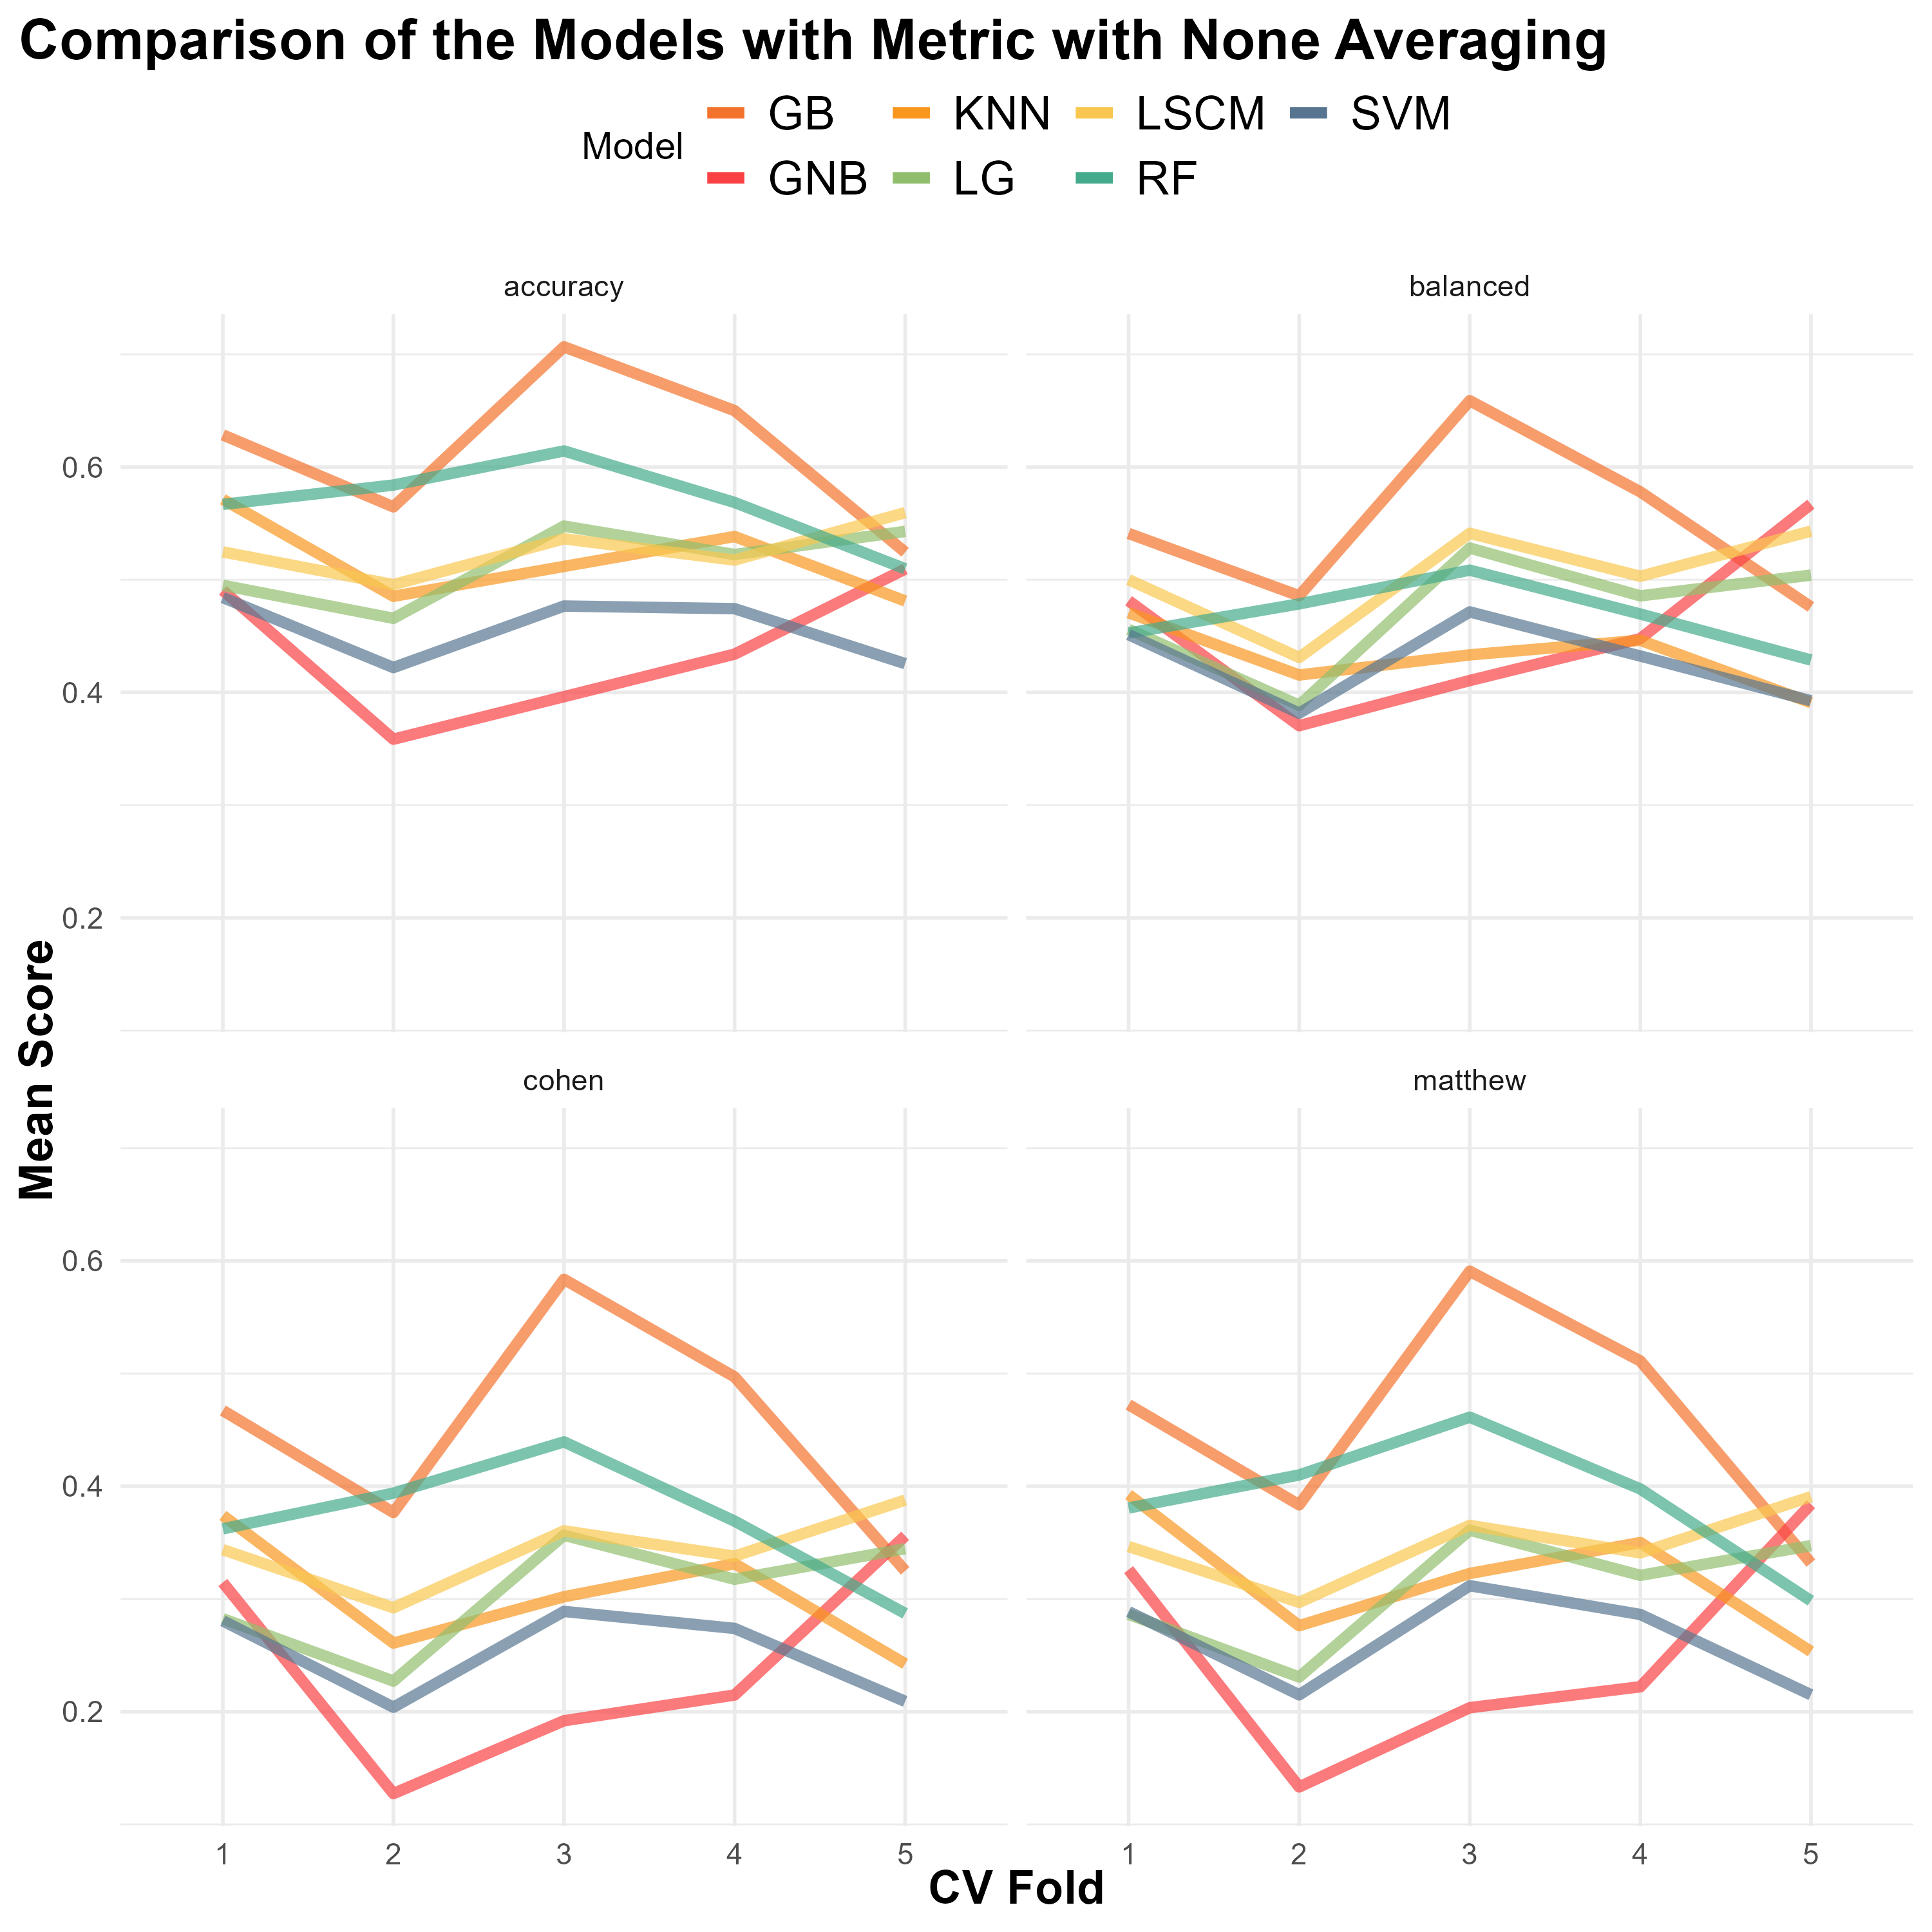 Comparison of the Models with Metric with None Averaging
Model
GB KNN LSCM SVM
GNB LG RF
accuracy balanced
0.6
0.4
0.2
Mean Score
cohen matthew
0.6
0.4
0.2
1 2 3 4 5 1 2 3 4 5
CV Fold